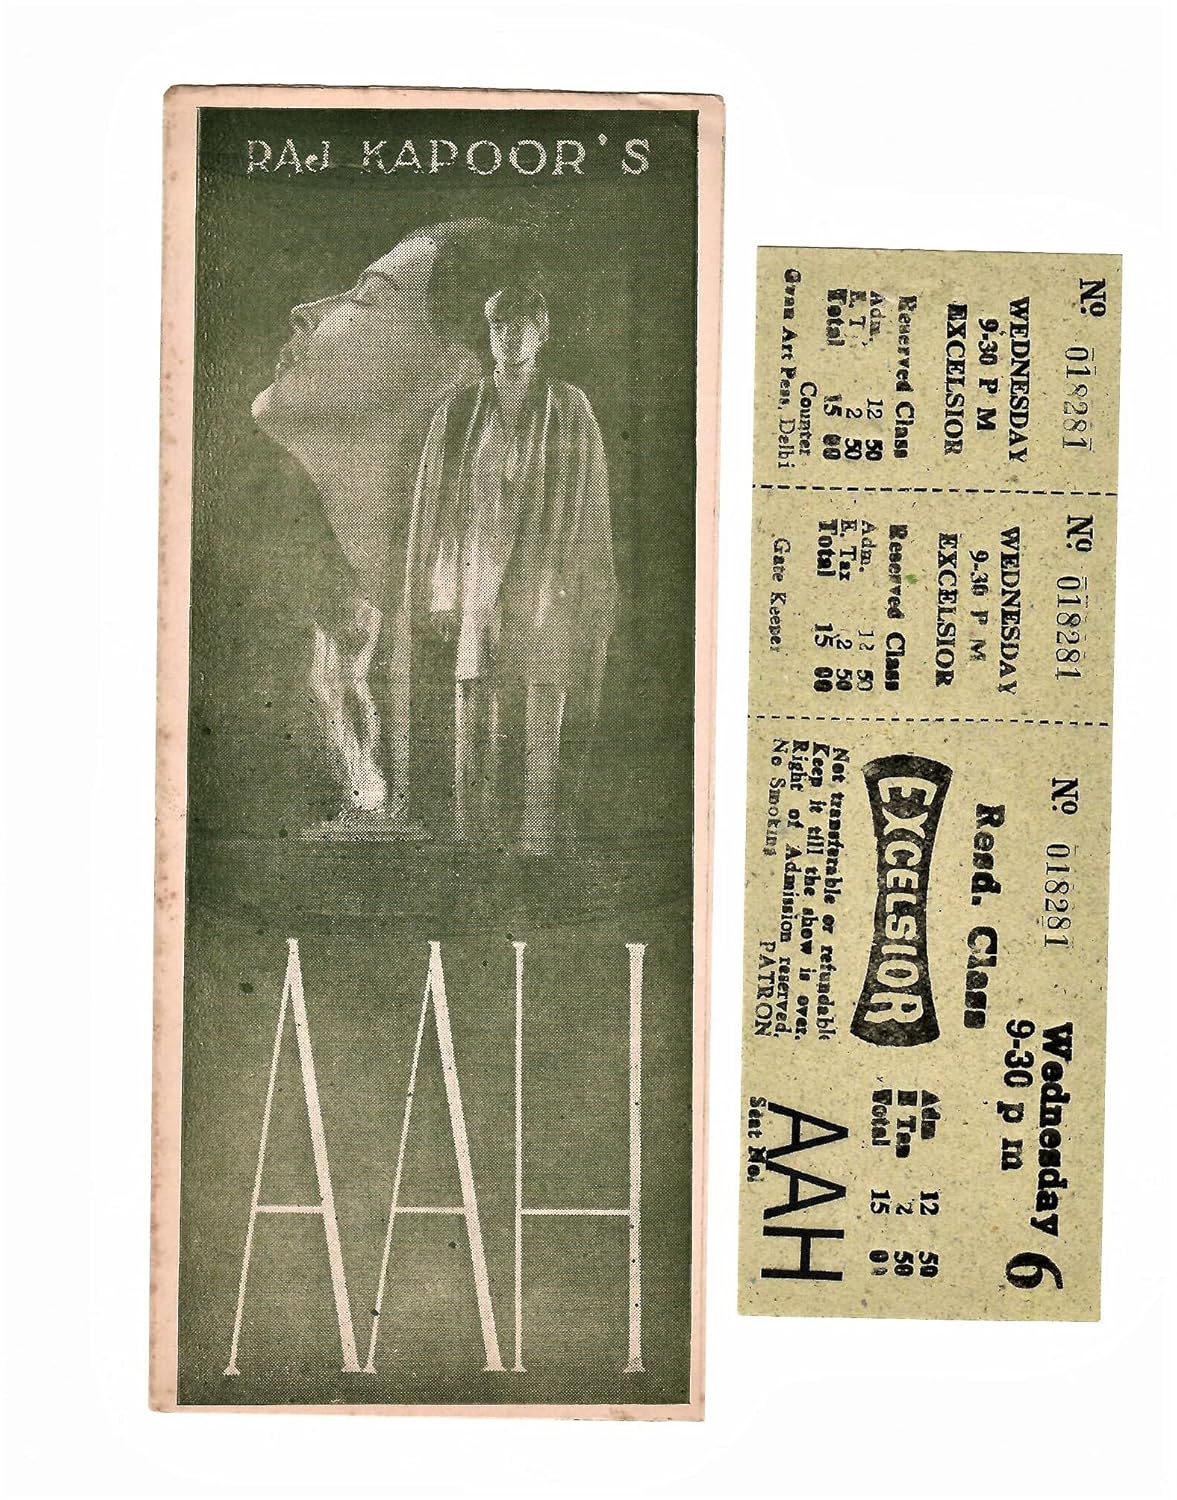 RAJ KAPOOR'S
AAH
Nº 018281
WEDNESDAY
9-30 P M
EXCELSIOR
Reserved Class
Adm. 12 50
E. T 2 50
Total 15 00
Counter
Art Pess, Delhi
Nº 018281
WEDNESDAY
9-30 P M
EXCELSIOR
Reserved Class
Adm. 12 50
E. Tax 2 50
Total 15 00
Gate Keeper
Nº 018281
Wednesday 6
9-30 p m
Resd. Class
EXCELSIOR
Adm 12 50
E Tax 2 50
Total 15 00
Not transferable or refundable
Keep it till the show is over.
Right of Admission reserved.
No Smoking PATRON
AAH
Seat No.